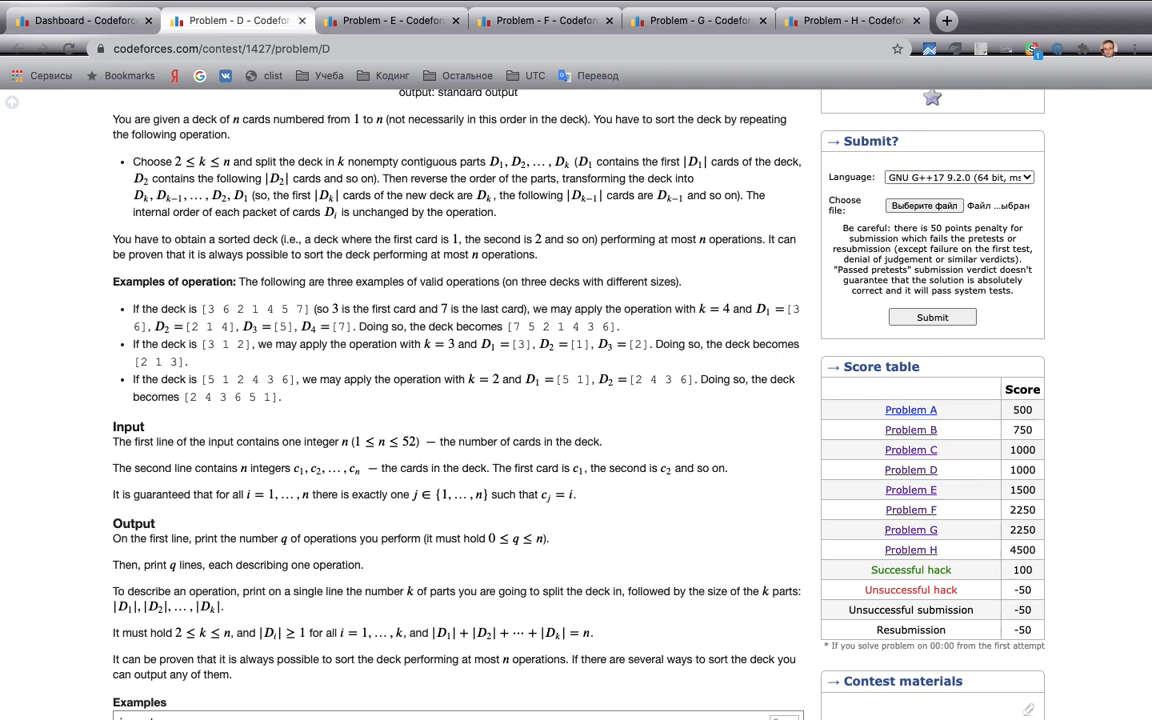 Dashboard - Codeforc
Problem - D - Codeforc
Problem - E - Codeforc
Problem - F - Codeforc
Problem - G - Codeforc
Problem - H - Codeforc
codeforces.com/contest/1427/problem/D
Сервисы Bookmarks clist Учеба Кодинг Остальное UTC Перевод
output: standard output
You are given a deck of n cards numbered from 1 to n (not necessarily in this order in the deck). You have to sort the deck by repeating
the following operation.
• Choose 2 ≤ k ≤ n and split the deck in k nonempty contiguous parts D1, D2, … , Dk (D1 contains the first |D1| cards of the deck,
D2 contains the following |D2| cards and so on). Then reverse the order of the parts, transforming the deck into
Dk, Dk−1, … , D2, D1 (so, the first |Dk| cards of the new deck are Dk, the following |Dk−1| cards are Dk−1 and so on). The
internal order of each packet of cards Di is unchanged by the operation.
You have to obtain a sorted deck (i.e., a deck where the first card is 1, the second is 2 and so on) performing at most n operations. It can
be proven that it is always possible to sort the deck performing at most n operations.
Examples of operation: The following are three examples of valid operations (on three decks with different sizes).
• If the deck is [3 6 2 1 4 5 7] (so 3 is the first card and 7 is the last card), we may apply the operation with k = 4 and D1 = [3
6], D2 = [2 1 4], D3 = [5], D4 = [7]. Doing so, the deck becomes [7 5 2 1 4 3 6].
• If the deck is [3 1 2], we may apply the operation with k = 3 and D1 = [3], D2 = [1], D3 = [2]. Doing so, the deck becomes
[2 1 3].
• If the deck is [5 1 2 4 3 6], we may apply the operation with k = 2 and D1 = [5 1], D2 = [2 4 3 6]. Doing so, the deck
becomes [2 4 3 6 5 1].
Input
The first line of the input contains one integer n (1 ≤ n ≤ 52) — the number of cards in the deck.
The second line contains n integers c1, c2, … , cn — the cards in the deck. The first card is c1, the second is c2 and so on.
It is guaranteed that for all i = 1, … , n there is exactly one j ∈ {1, … , n} such that cj = i.
Output
On the first line, print the number q of operations you perform (it must hold 0 ≤ q ≤ n).
Then, print q lines, each describing one operation.
To describe an operation, print on a single line the number k of parts you are going to split the deck in, followed by the size of the k parts:
|D1|, |D2|, … , |Dk|.
It must hold 2 ≤ k ≤ n, and |Di| ≥ 1 for all i = 1, … , k, and |D1| + |D2| + ⋯ + |Dk| = n.
It can be proven that it is always possible to sort the deck performing at most n operations. If there are several ways to sort the deck you
can output any of them.
Examples
→ Submit?
Language: GNU G++17 9.2.0 (64 bit, ms
Choose
file: Выберите файл Файл ...ыбран
Be careful: there is 50 points penalty for
submission which fails the pretests or
resubmission (except failure on the first test,
denial of judgement or similar verdicts).
"Passed pretests" submission verdict doesn't
guarantee that the solution is absolutely
correct and it will pass system tests.
Submit
→ Score table
Score
Problem A 500
Problem B 750
Problem C 1000
Problem D 1000
Problem E 1500
Problem F 2250
Problem G 2250
Problem H 4500
Successful hack 100
Unsuccessful hack -50
Unsuccessful submission -50
Resubmission -50
* If you solve problem on 00:00 from the first attempt
→ Contest materials